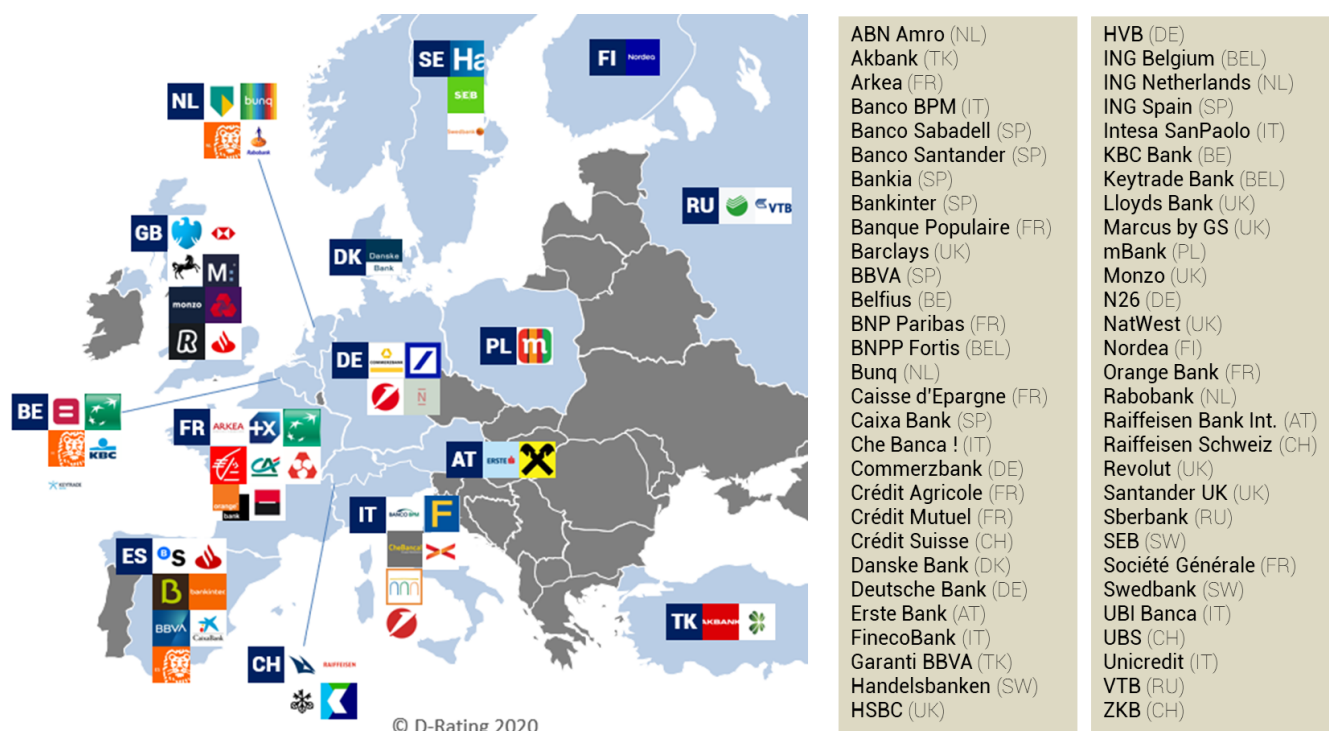 SE Ha
SEB
Swedbank
FI Nordea
NL bunq
Rabobank
RU VTB
GB
M:
monzo
R
DK Danske
Bank
DE COMMERZBANK
N
PL m
BE
KBC
KEYTRADE
FR ARKEA +X
CA
orange
bank
AT ERSTE
IT BANCO BPM F
CheBanca!
ES BS
B bankinter
BBVA CaixaBank
TK AKBANK
CH RAIFFEISEN
© D-Rating 2020
ABN Amro (NL)
Akbank (TK)
Arkea (FR)
Banco BPM (IT)
Banco Sabadell (SP)
Banco Santander (SP)
Bankia (SP)
Bankinter (SP)
Banque Populaire (FR)
Barclays (UK)
BBVA (SP)
Belfius (BE)
BNP Paribas (FR)
BNPP Fortis (BEL)
Bunq (NL)
Caisse d'Epargne (FR)
Caixa Bank (SP)
Che Banca ! (IT)
Commerzbank (DE)
Crédit Agricole (FR)
Crédit Mutuel (FR)
Crédit Suisse (CH)
Danske Bank (DK)
Deutsche Bank (DE)
Erste Bank (AT)
FinecoBank (IT)
Garanti BBVA (TK)
Handelsbanken (SW)
HSBC (UK)
HVB (DE)
ING Belgium (BEL)
ING Netherlands (NL)
ING Spain (SP)
Intesa SanPaolo (IT)
KBC Bank (BE)
Keytrade Bank (BEL)
Lloyds Bank (UK)
Marcus by GS (UK)
mBank (PL)
Monzo (UK)
N26 (DE)
NatWest (UK)
Nordea (FI)
Orange Bank (FR)
Rabobank (NL)
Raiffeisen Bank Int. (AT)
Raiffeisen Schweiz (CH)
Revolut (UK)
Santander UK (UK)
Sberbank (RU)
SEB (SW)
Société Générale (FR)
Swedbank (SW)
UBI Banca (IT)
UBS (CH)
Unicredit (IT)
VTB (RU)
ZKB (CH)